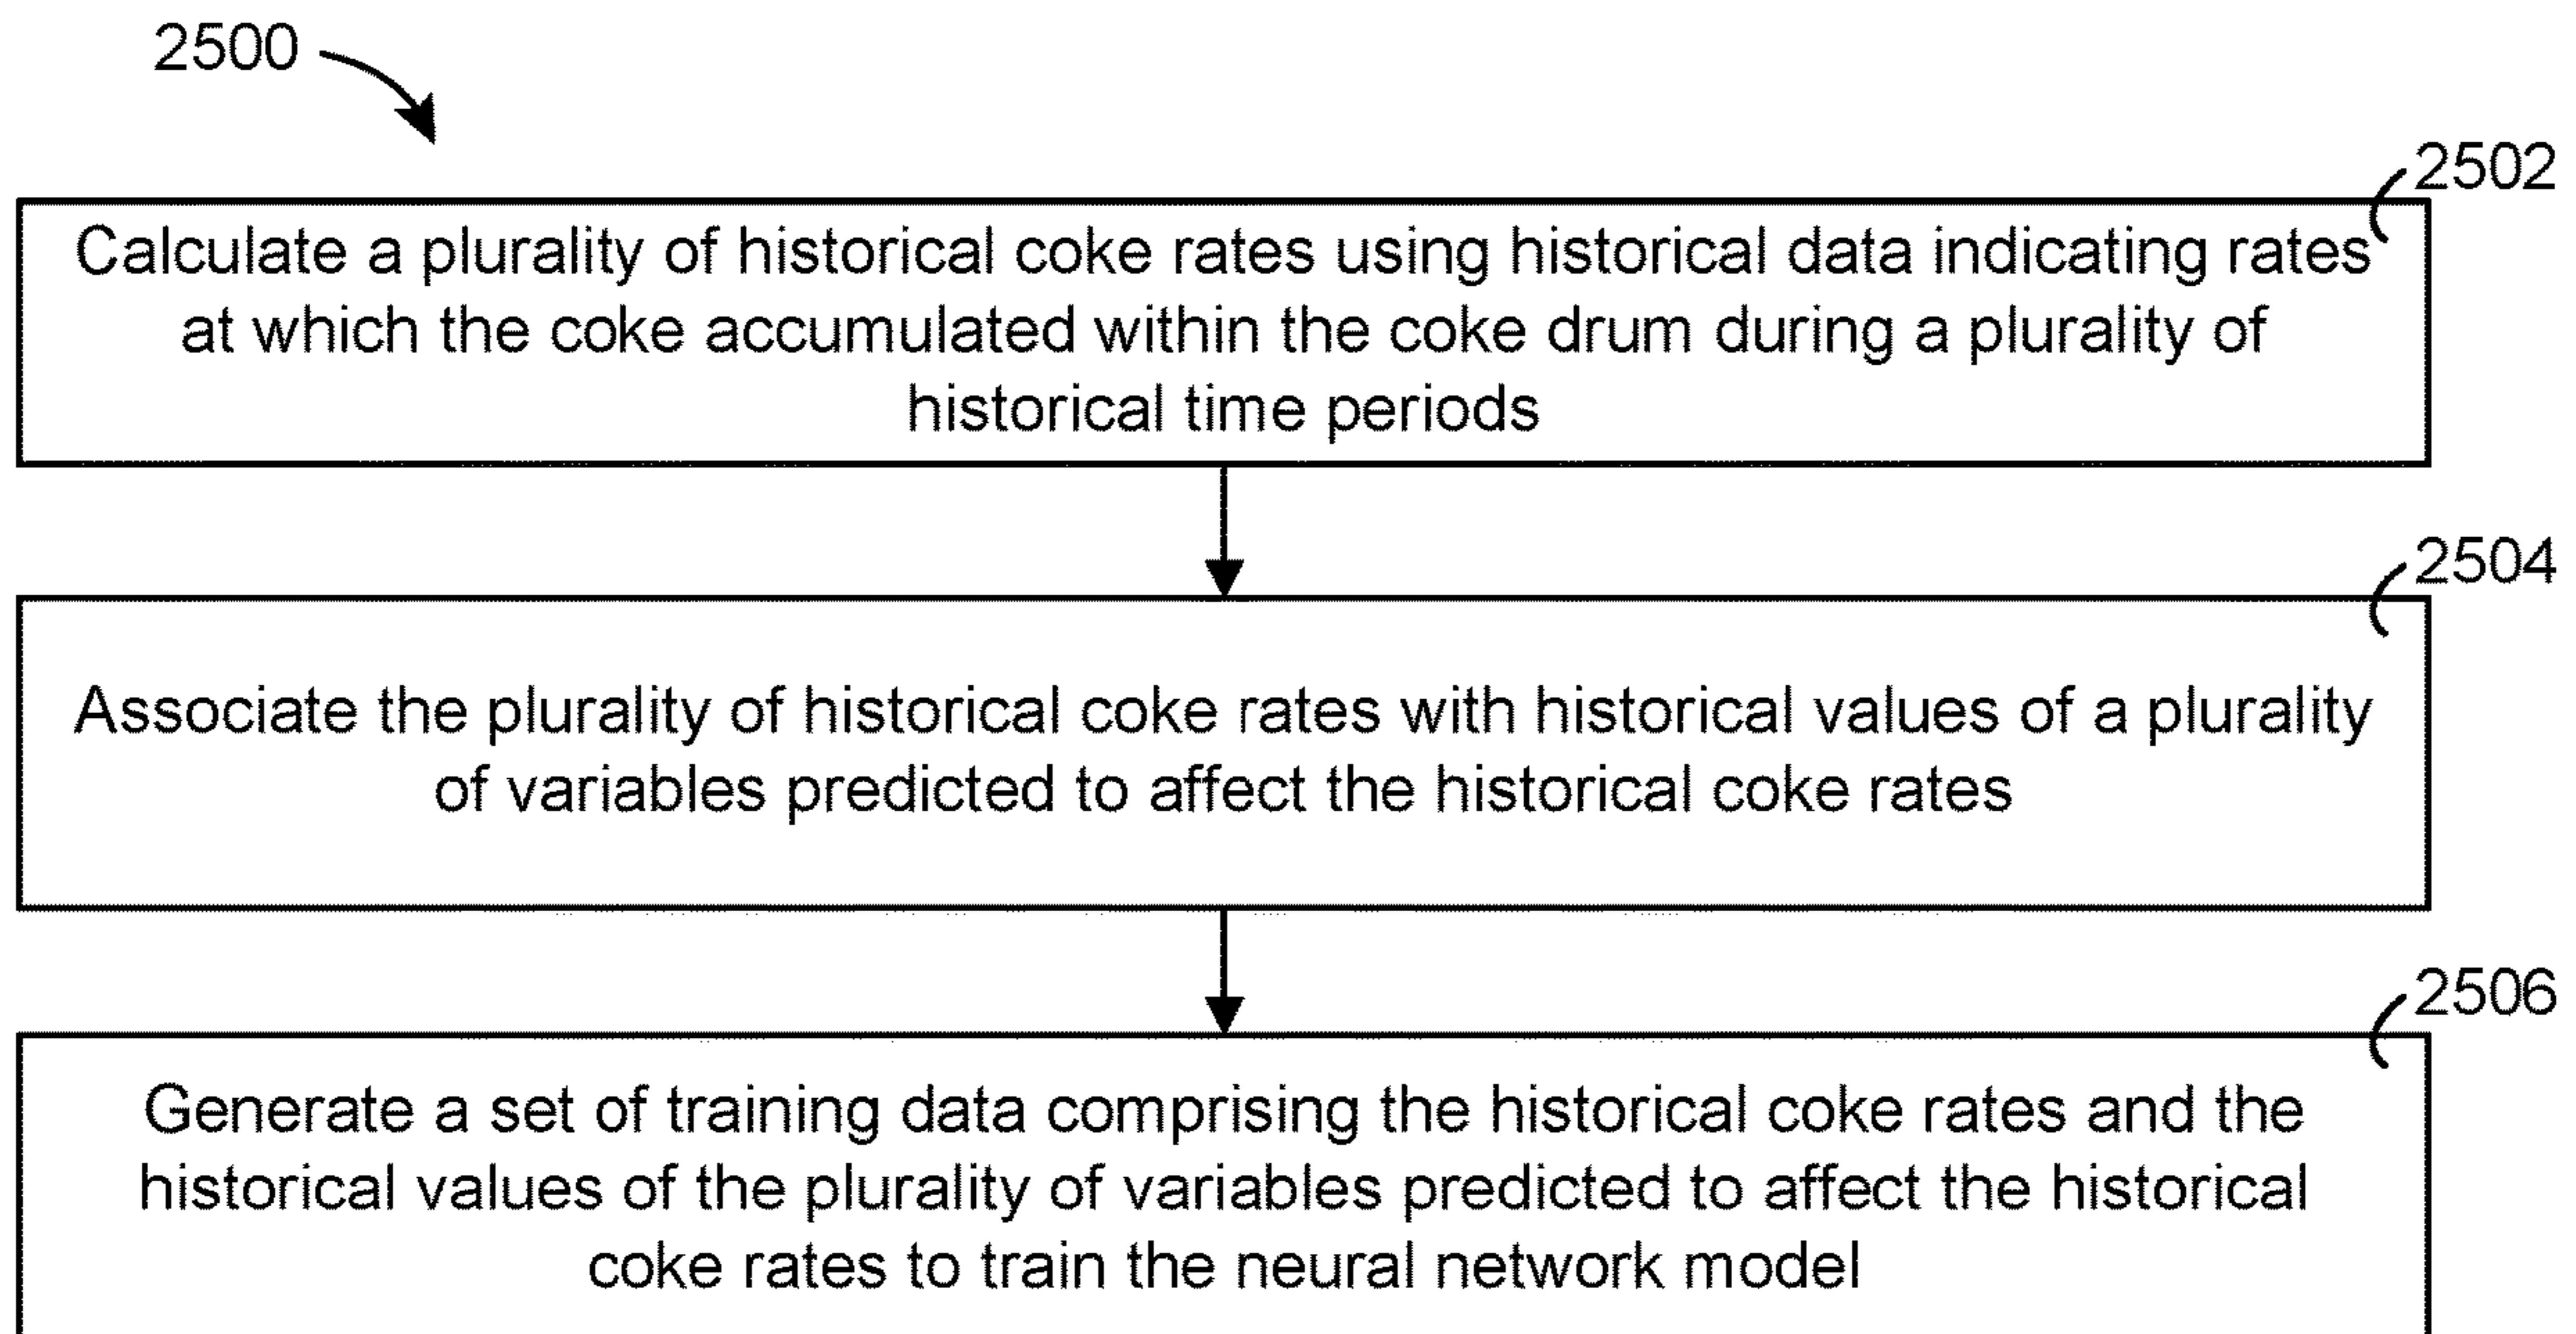 2500
2502
Calculate a plurality of historical coke rates using historical data indicating rates
at which the coke accumulated within the coke drum during a plurality of
historical time periods
2504
Associate the plurality of historical coke rates with historical values of a plurality
of variables predicted to affect the historical coke rates
2506
Generate a set of training data comprising the historical coke rates and the
historical values of the plurality of variables predicted to affect the historical
coke rates to train the neural network model